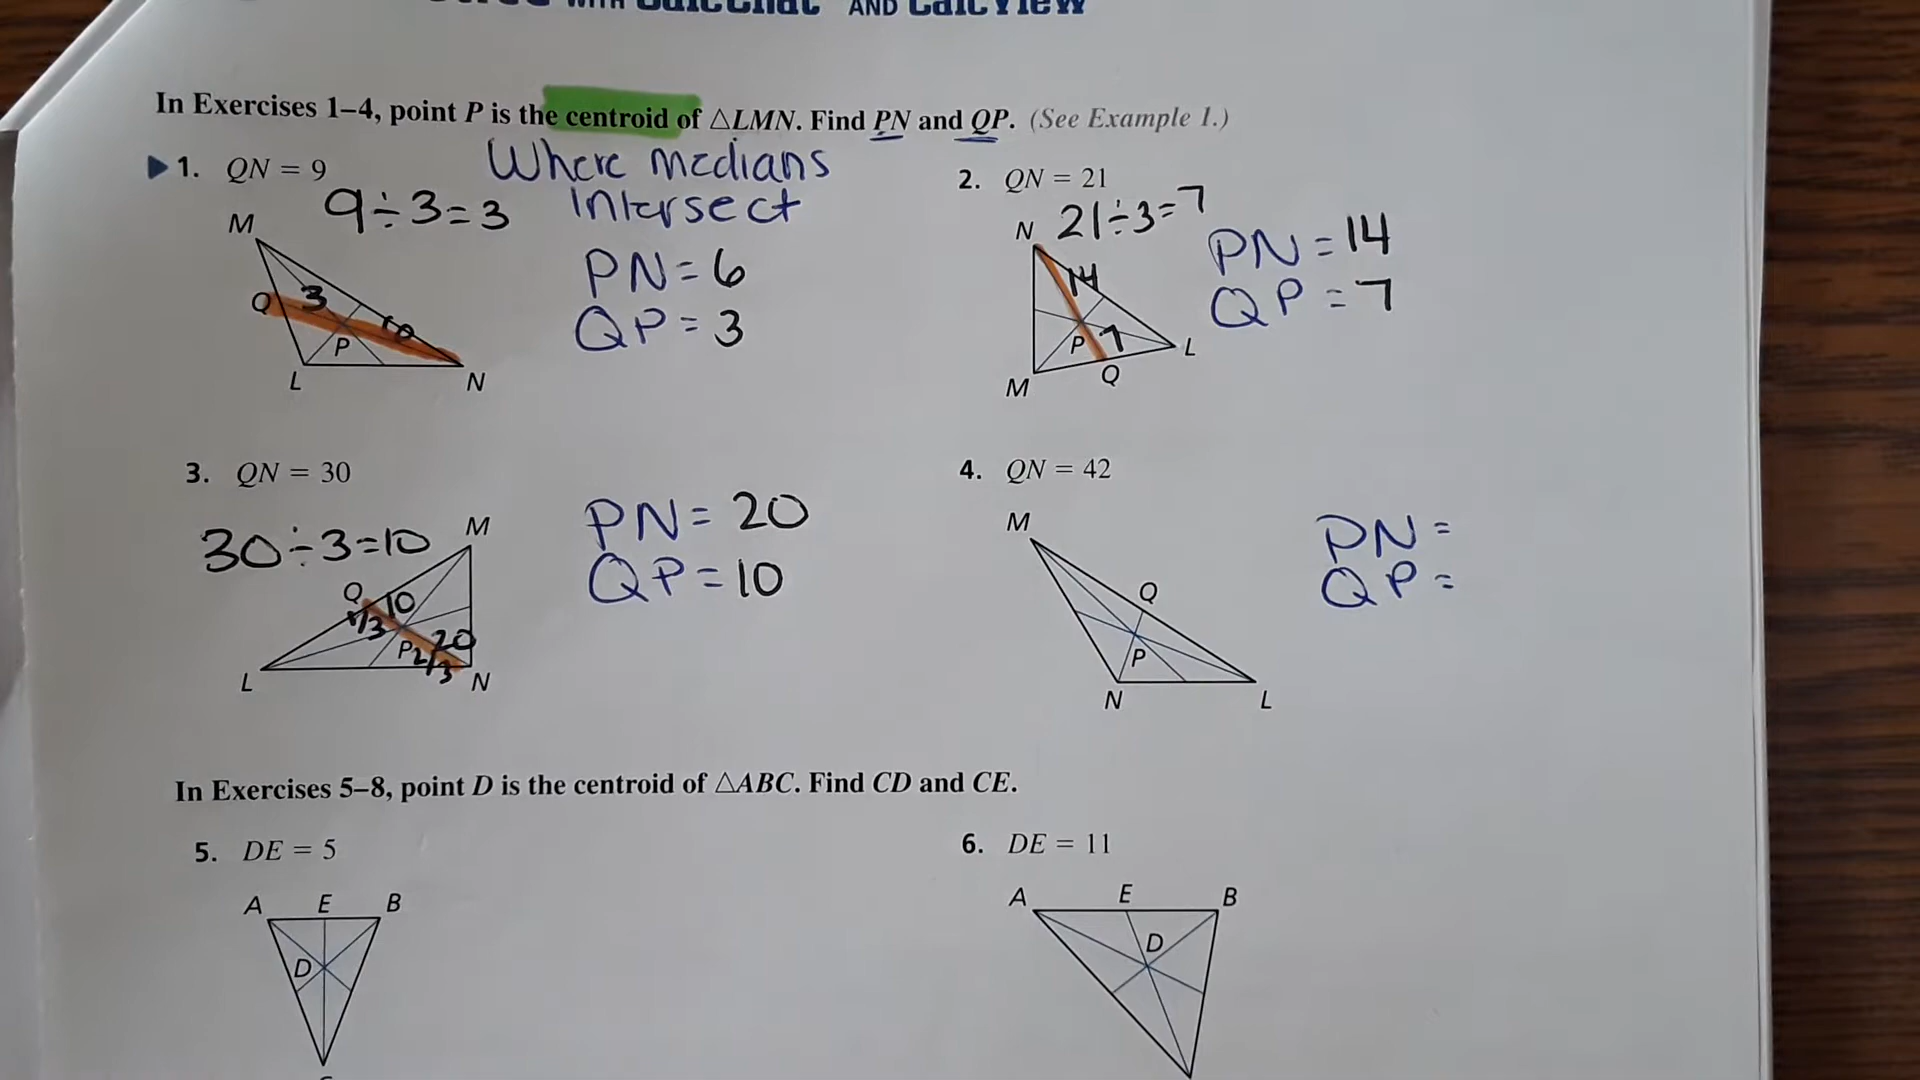 WITH CalcChat AND CalcView
In Exercises 1–4, point P is the centroid of △LMN. Find PN and QP. (See Example 1.)
Where medians
intersect
1. QN = 9
9÷3=3
M
Q
3
6
P
L
N
PN=6
QP=3
2. QN = 21
21÷3=7
N
14
P
7
L
M
Q
PN=14
QP=7
3. QN = 30
30÷3=10
M
Q
10
1/3
20
P
2/3
L
N
PN=20
QP=10
4. QN = 42
M
Q
P
N
L
PN=
QP=
In Exercises 5–8, point D is the centroid of △ABC. Find CD and CE.
5. DE = 5
A E B
D
6. DE = 11
A E B
D